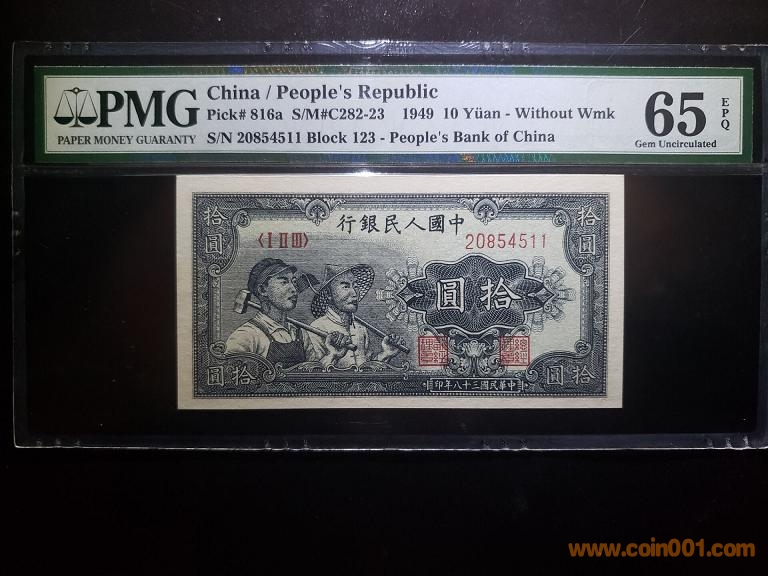 PMG
PAPER MONEY GUARANTY
China / People's Republic
Pick# 816a S/M#C282-23 1949 10 Yüan - Without Wmk
S/N 20854511 Block 123 - People's Bank of China
65 EPQ
Gem Uncirculated
拾圓
拾圓
行銀民人國中
〈I II III〉
20854511
圓拾
圓拾
圓拾
印年八十三國民華中
www.coin001.com